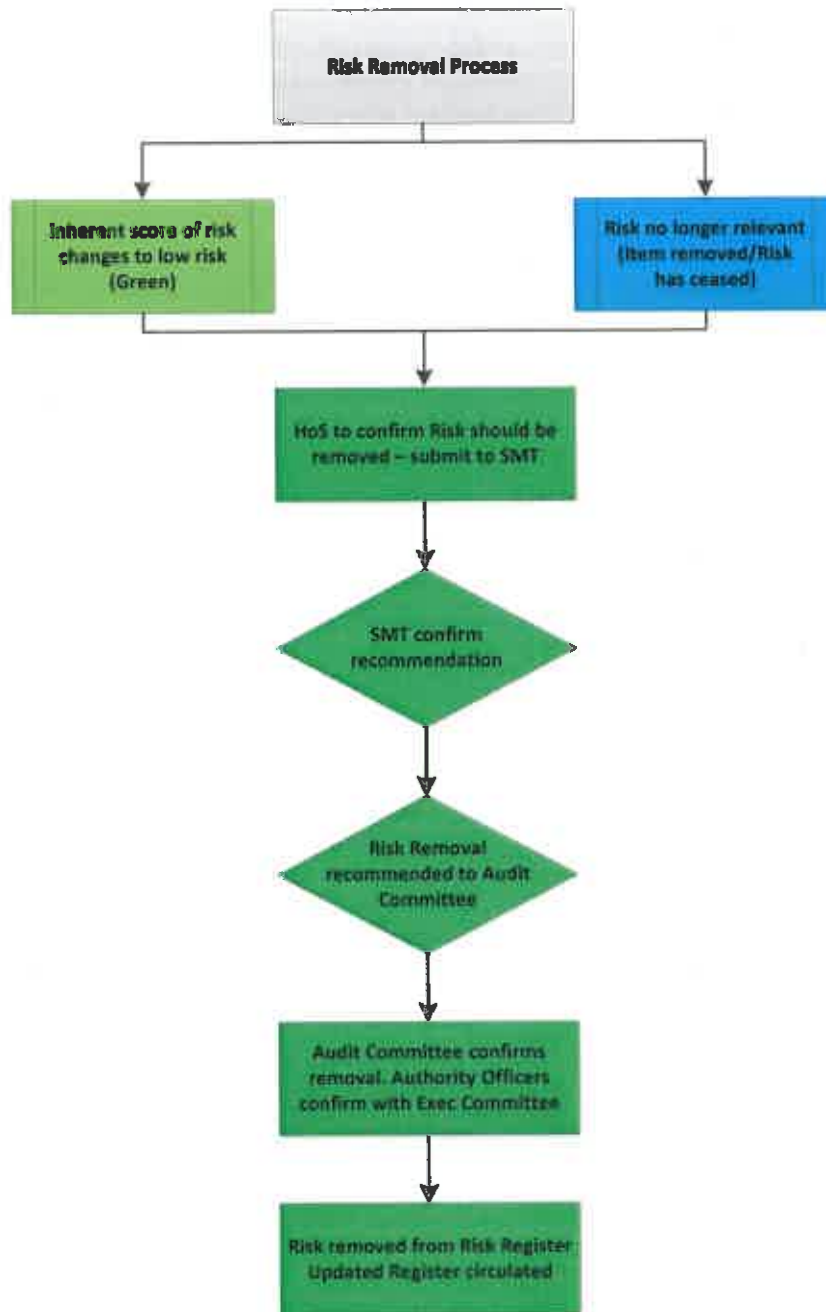 Risk Removal Process
Inherent score of risk
changes to low risk
(Green)
Risk no longer relevant
(Item removed/Risk
has ceased)
HoS to confirm Risk should be
removed – submit to SMT
SMT confirm
recommendation
Risk Removal
recommended to Audit
Committee
Audit Committee confirms
removal. Authority Officers
confirm with Exec Committee
Risk removed from Risk Register
Updated Register circulated